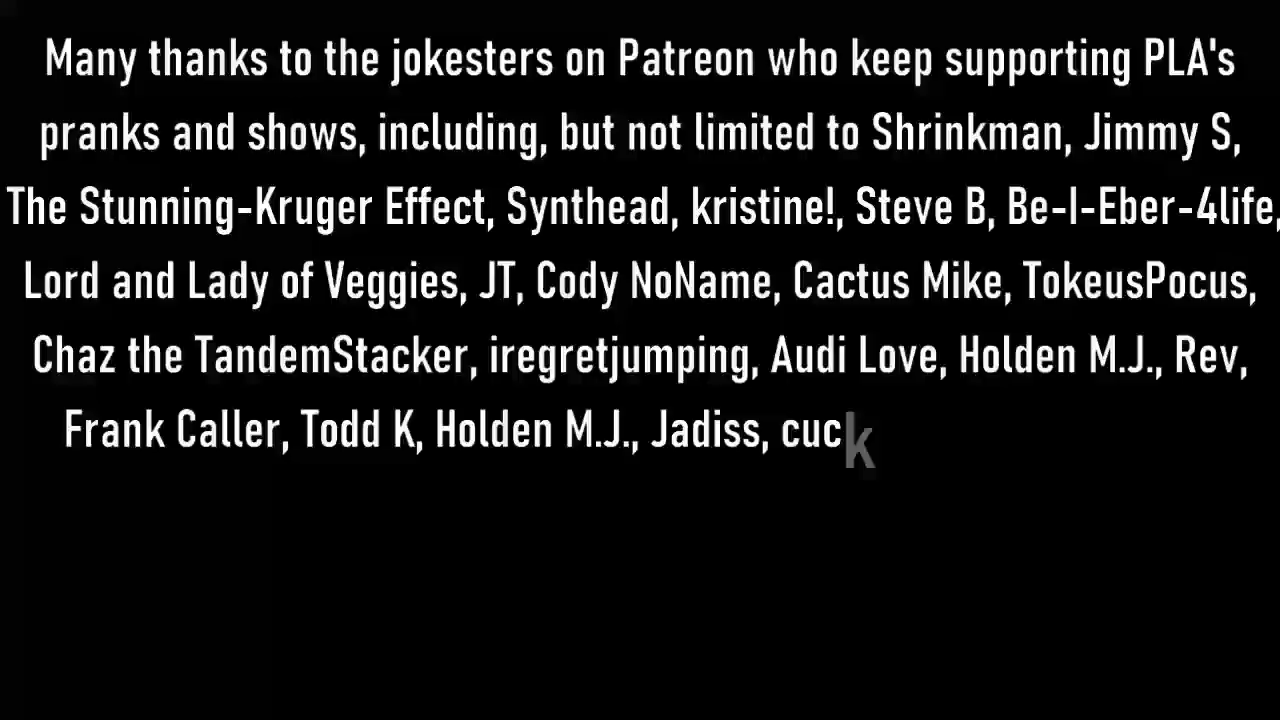 Many thanks to the jokesters on Patreon who keep supporting PLA's
pranks and shows, including, but not limited to Shrinkman, Jimmy S,
The Stunning-Kruger Effect, Synthead, kristine!, Steve B, Be-I-Eber-4life,
Lord and Lady of Veggies, JT, Cody NoName, Cactus Mike, TokeusPocus,
Chaz the TandemStacker, iregretjumping, Audi Love, Holden M.J., Rev,
Frank Caller, Todd K, Holden M.J., Jadiss, cuck